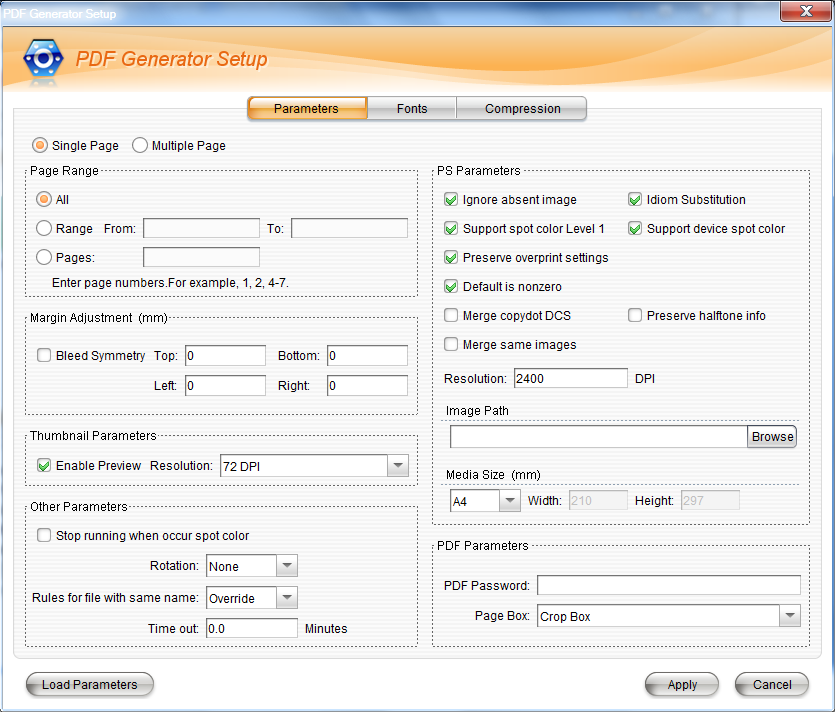 PDF Generator Setup
PDF Generator Setup
Parameters Fonts Compression
Single Page Multiple Page
Page Range
All
Range From: To:
Pages:
Enter page numbers.For example, 1, 2, 4-7.
Margin Adjustment (mm)
Bleed Symmetry Top: 0 Bottom: 0
Left: 0 Right: 0
Thumbnail Parameters
Enable Preview Resolution: 72 DPI
Other Parameters
Stop running when occur spot color
Rotation: None
Rules for file with same name: Override
Time out: 0.0 Minutes
PS Parameters
Ignore absent image Idiom Substitution
Support spot color Level 1 Support device spot color
Preserve overprint settings
Default is nonzero
Merge copydot DCS Preserve halftone info
Merge same images
Resolution: 2400 DPI
Image Path
Browse
Media Size (mm)
A4 Width: 210 Height: 297
PDF Parameters
PDF Password:
Page Box: Crop Box
Load Parameters Apply Cancel